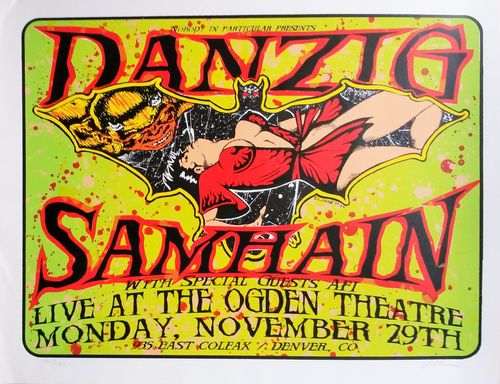 NOBODY IN PARTICULAR PRESENTS
DANZIG
SAMHAIN
WITH SPECIAL GUESTS AFI
LIVE AT THE OGDEN THEATRE
MONDAY, NOVEMBER 29TH
935 EAST COLFAX / DENVER, CO